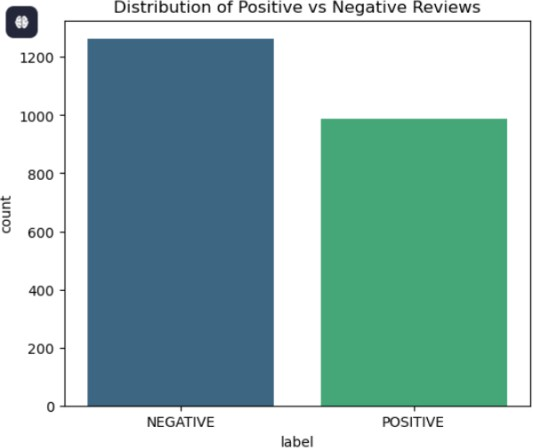 Distribution of Positive vs Negative Reviews
1200
1000
800
600
400
200
0
count
NEGATIVE POSITIVE
label